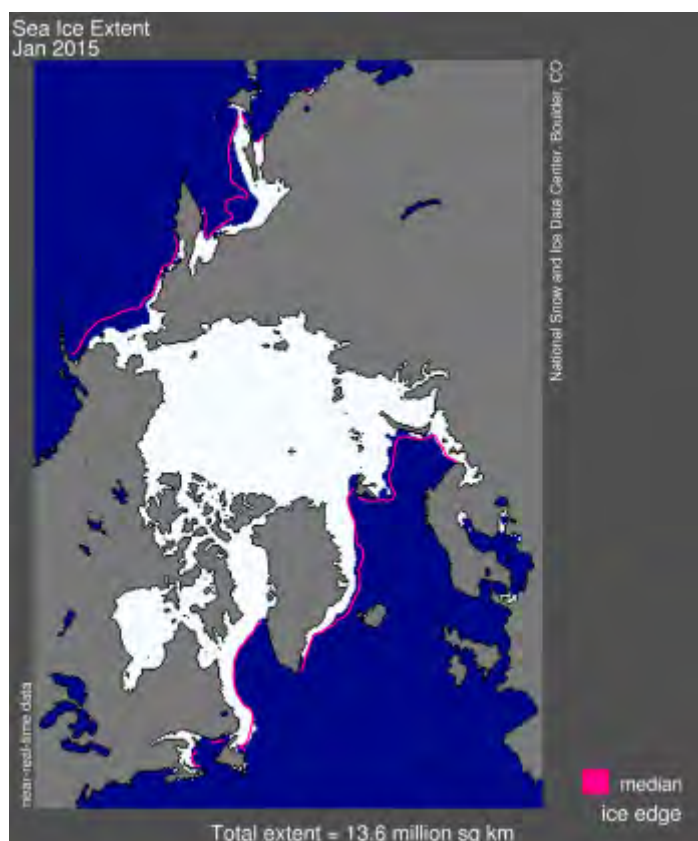 Sea Ice Extent
Jan 2015
National Snow and Ice Data Center, Boulder, CO
near-real-time data
median
ice edge
Total extent = 13.6 million sq km